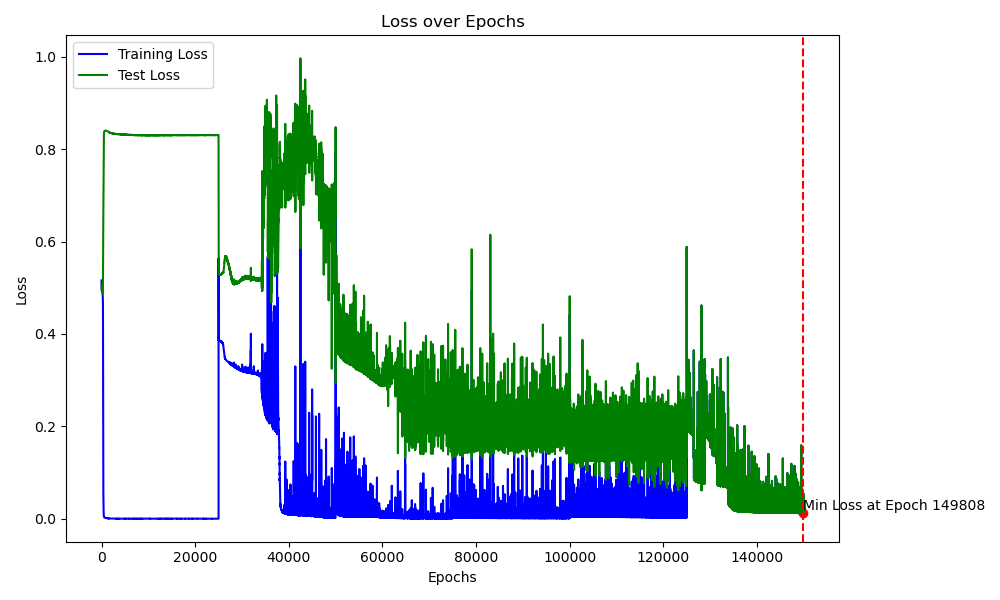 Loss over Epochs
Training Loss
Test Loss
1.0
0.8
0.6
0.4
0.2
0.0
Loss
Min Loss at Epoch 149808
0
20000
40000
60000
80000
100000
120000
140000
Epochs